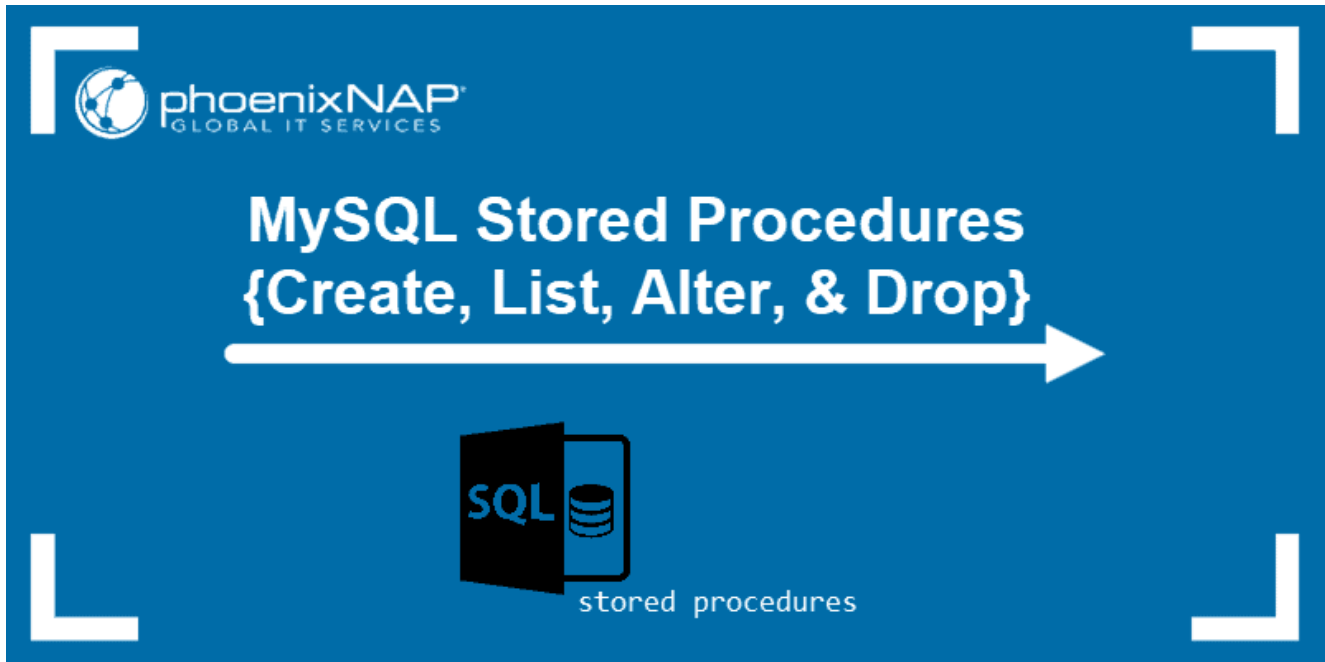 phoenixNAP®
GLOBAL IT SERVICES
MySQL Stored Procedures
{Create, List, Alter, & Drop}
SQL
stored procedures